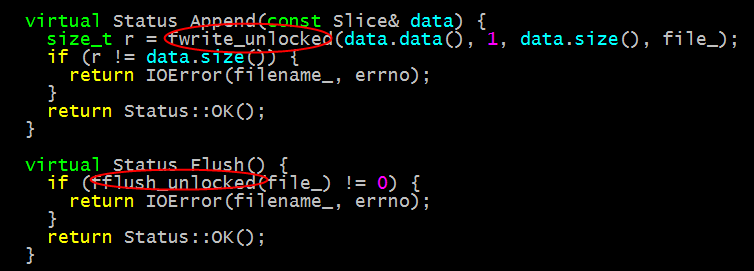 virtual Status Append(const Slice& data) {
size_t r = fwrite_unlocked(data.data(), 1, data.size(), file_);
if (r != data.size()) {
return IOError(filename_, errno);
}
return Status::OK();
}
virtual Status Flush() {
if (fflush_unlocked(file_) != 0) {
return IOError(filename_, errno);
}
return Status::OK();
}